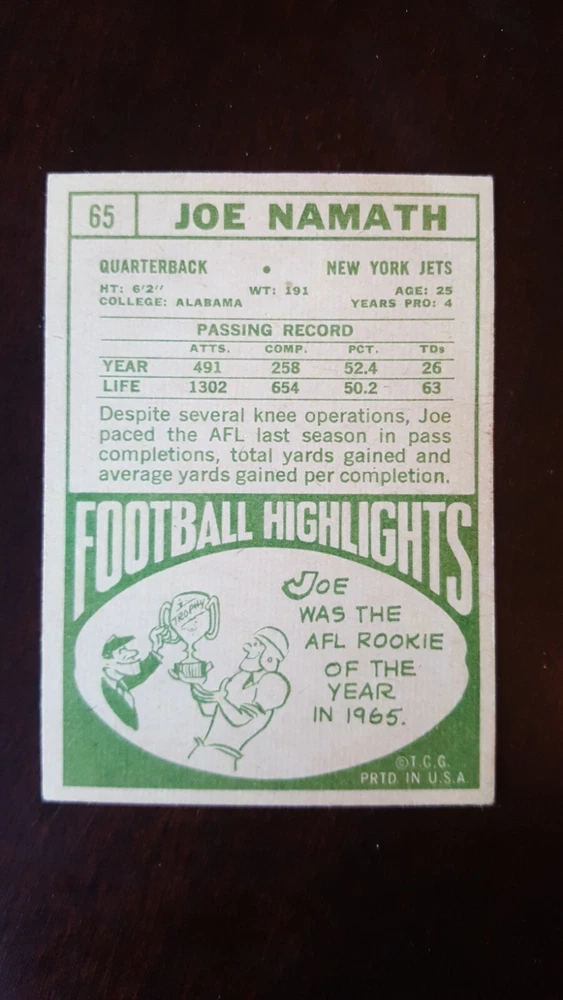 65 JOE NAMATH
QUARTERBACK • NEW YORK JETS
HT: 6'2" WT: 191 AGE: 25
COLLEGE: ALABAMA YEARS PRO: 4
PASSING RECORD
ATTS. COMP. PCT. TDs
YEAR 491 258 52.4 26
LIFE 1302 654 50.2 63
Despite several knee operations, Joe
paced the AFL last season in pass
completions, total yards gained and
average yards gained per completion.
FOOTBALL HIGHLIGHTS
TROPHY
JOE
WAS THE
AFL ROOKIE
OF THE
YEAR
IN 1965.
©T.C.G.
PRTD. IN U.S.A.